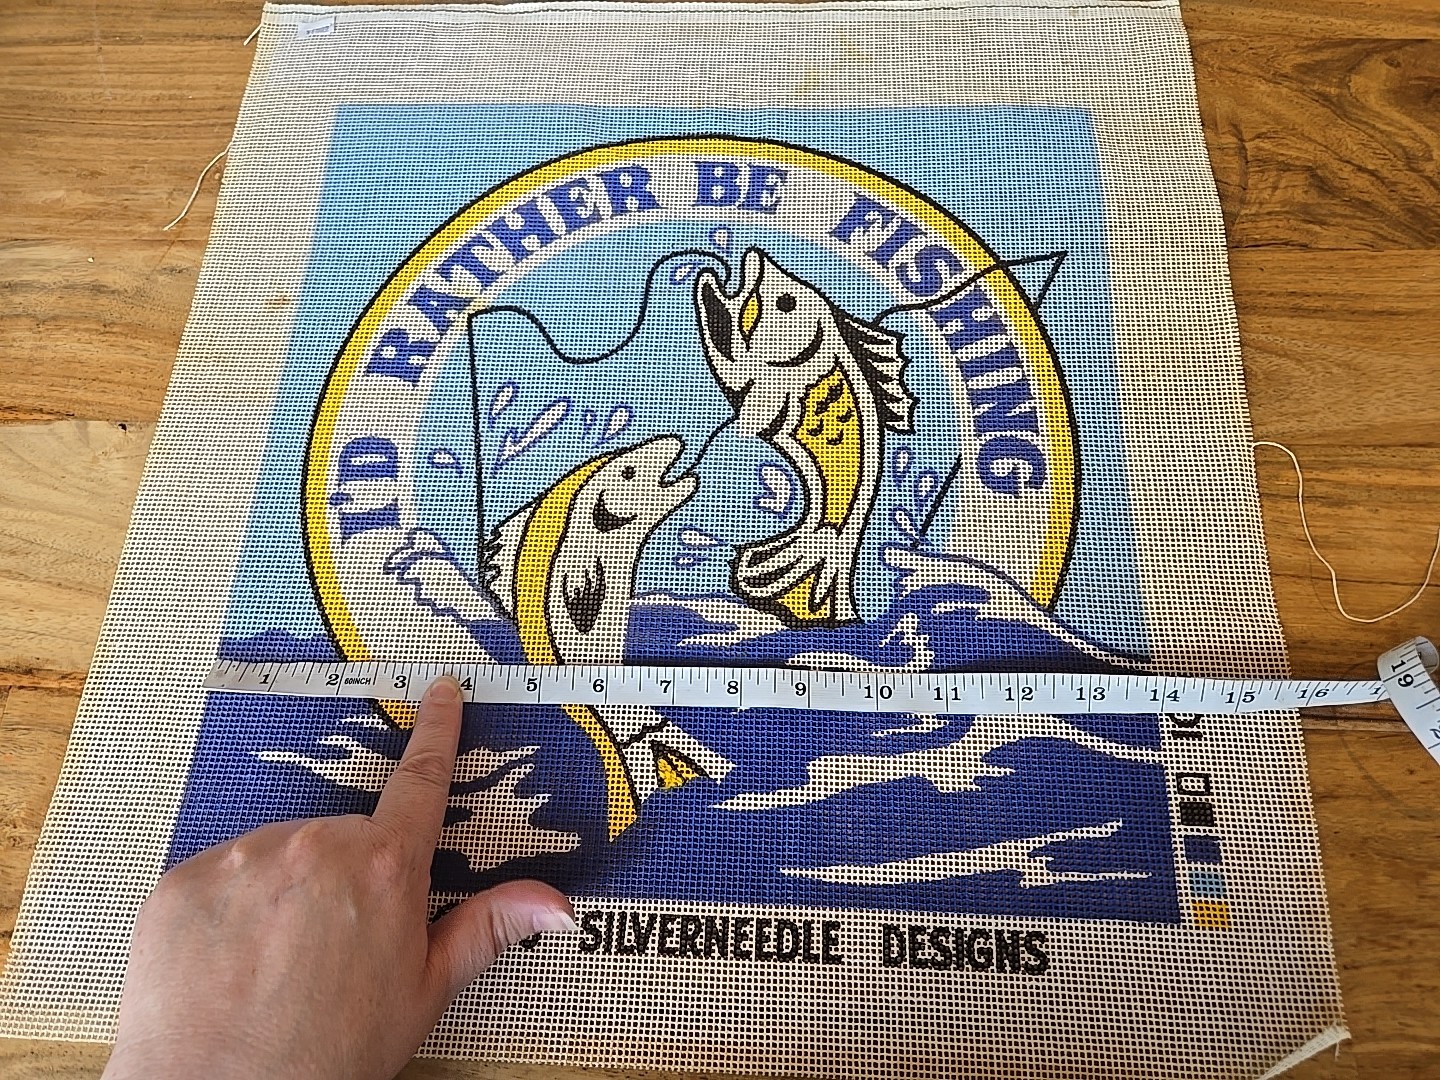 I'D RATHER BE FISHING
1 2 60INCH 3 4 5 6 7 8 9 10 11 12 13 14 15 16
19
SILVERNEEDLE DESIGNS